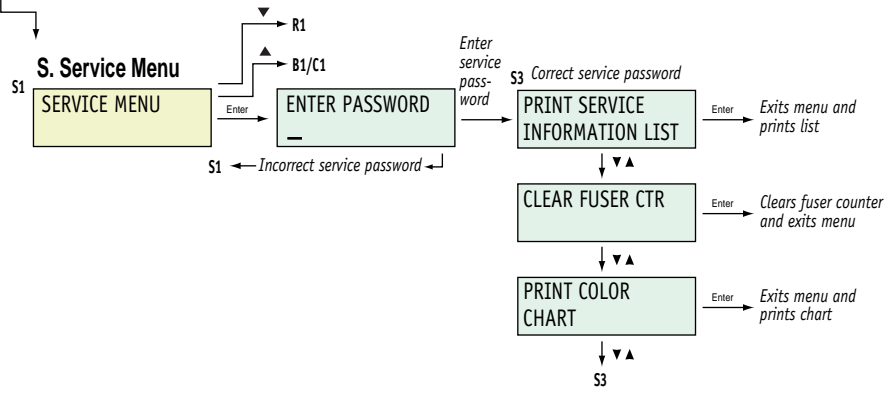 R1
S. Service Menu
B1/C1
S1
SERVICE MENU
Enter
ENTER PASSWORD
_
Enter
service
pass-
word
S3 Correct service password
PRINT SERVICE
INFORMATION LIST
Enter
Exits menu and
prints list
S1
Incorrect service password
CLEAR FUSER CTR
Enter
Clears fuser counter
and exits menu
PRINT COLOR
CHART
Enter
Exits menu and
prints chart
S3